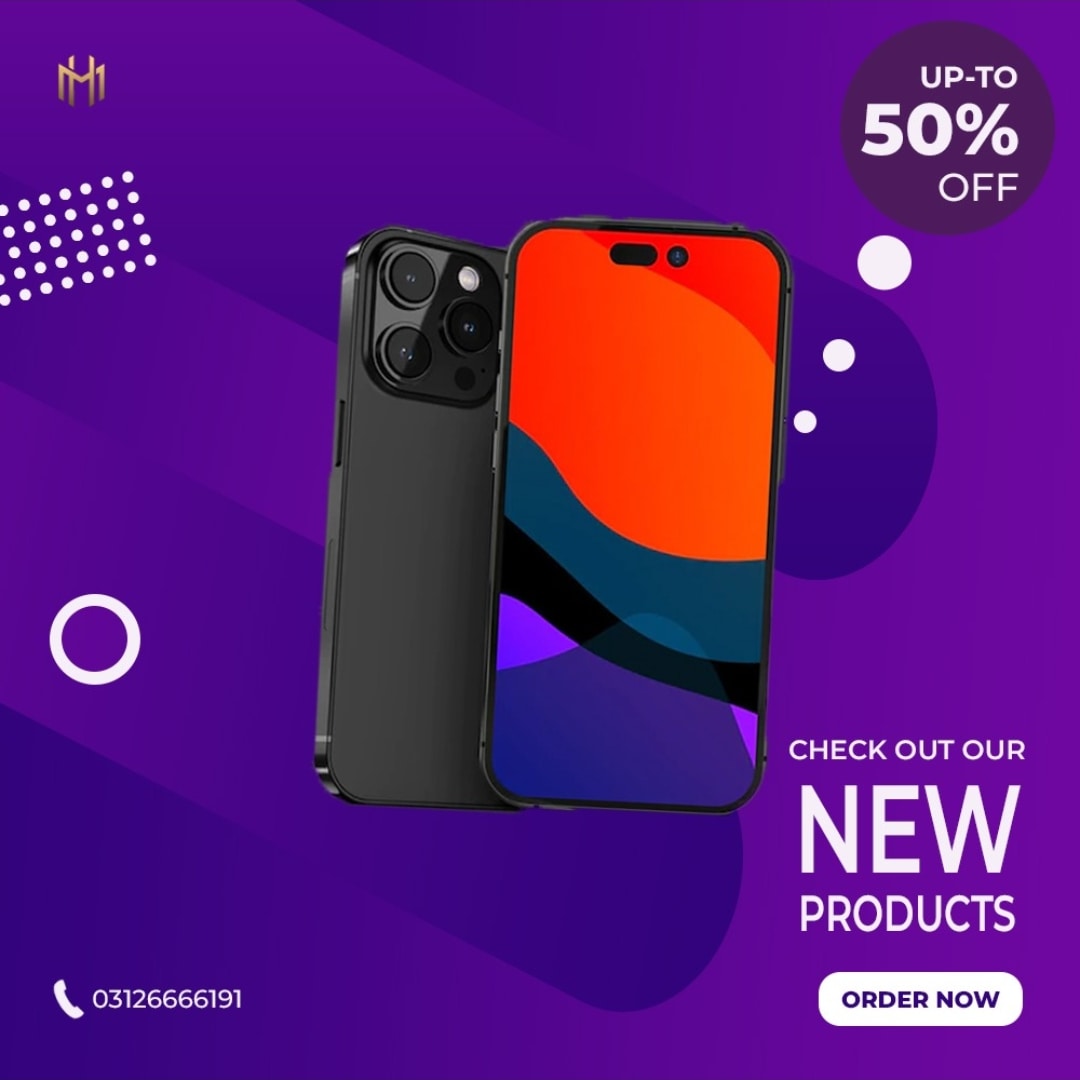 UP-TO
50%
OFF
CHECK OUT OUR
NEW
PRODUCTS
03126666191
ORDER NOW